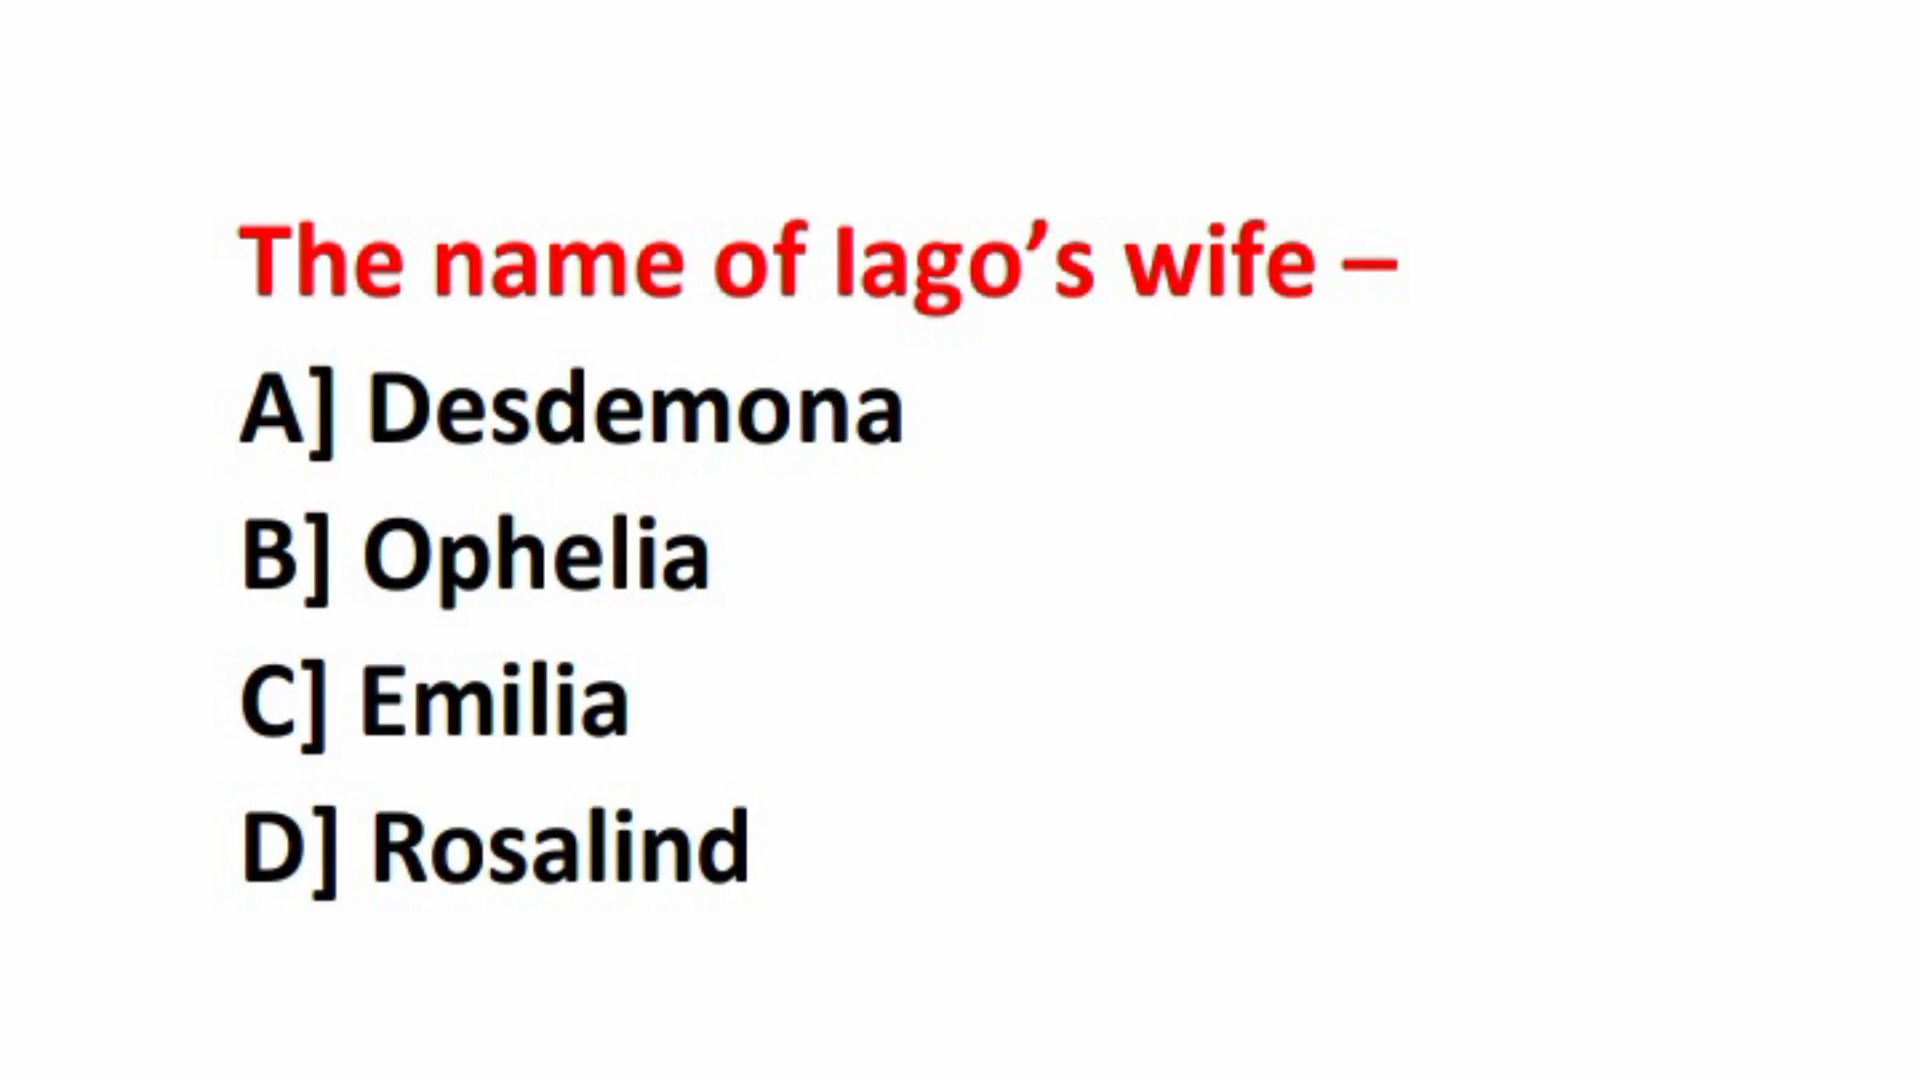 The name of Iago’s wife –
A] Desdemona
B] Ophelia
C] Emilia
D] Rosalind